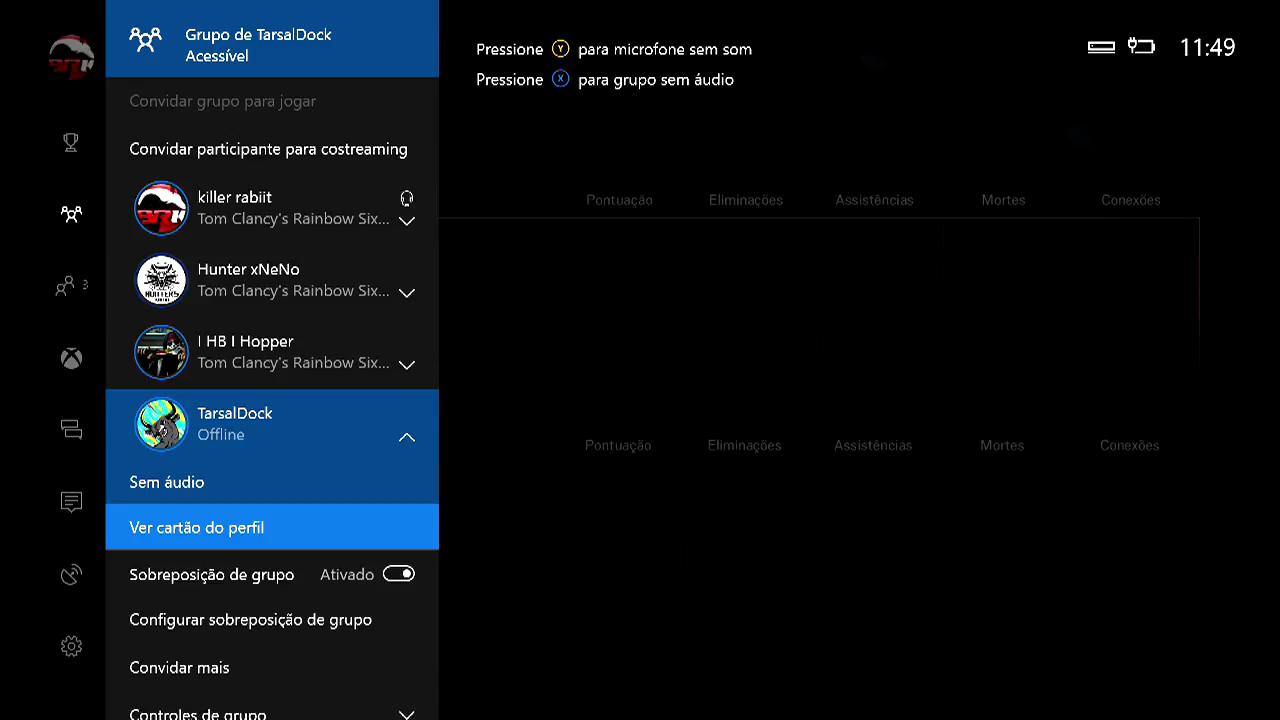 Grupo de TarsalDock
Acessível
Pressione Y para microfone sem som
Pressione X para grupo sem áudio
11:49
Convidar grupo para jogar
Convidar participante para costreaming
killer rabiit
Tom Clancy's Rainbow Six...
Hunter xNeNo
Tom Clancy's Rainbow Six...
I HB I Hopper
Tom Clancy's Rainbow Six...
TarsalDock
Offline
Sem áudio
Ver cartão do perfil
Sobreposição de grupo Ativado
Configurar sobreposição de grupo
Convidar mais
Controles de grupo
3
Pontuação Eliminações Assistências Mortes Conexões
Pontuação Eliminações Assistências Mortes Conexões
BRK
HUNTERS